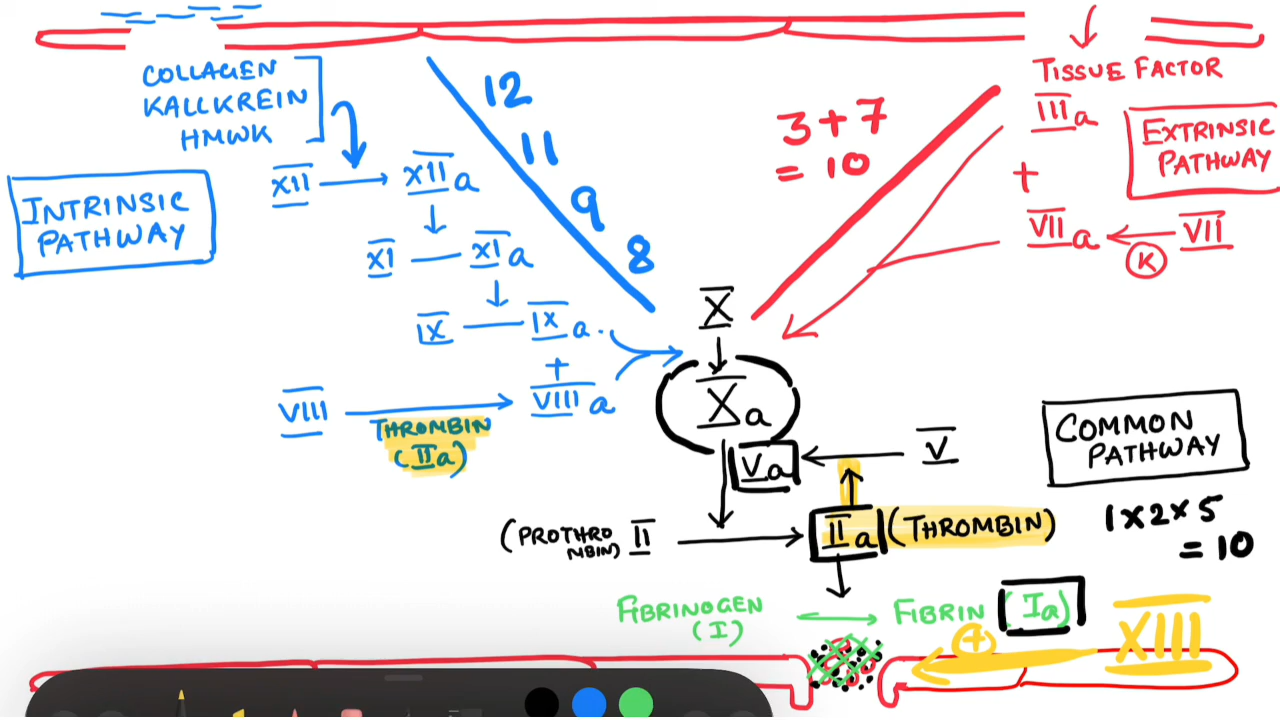 COLLAGEN
KALLKREIN
HMWK
XII
XIIa
INTRINSIC
PATHWAY
XI
XIa
IX
IXa
+
VIII
VIIIa
THROMBIN
(IIa)
12
11
9
8
3 + 7
= 10
TISSUE FACTOR
IIIa
+
EXTRINSIC
PATHWAY
VIIa
VII
K
X
Xa
Va
V
COMMON
PATHWAY
1 x 2 x 5
= 10
(PROTHRO
MBIN)
II
IIa
(THROMBIN)
FIBRINOGEN
(I)
FIBRIN
(Ia)
+
XIII